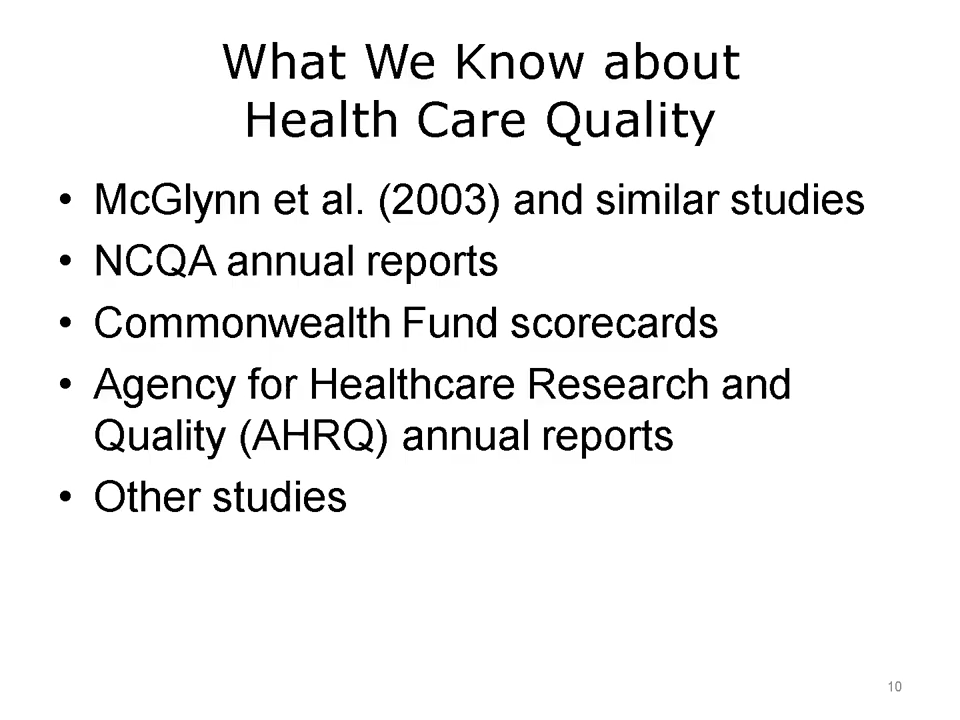 What We Know about
Health Care Quality
• McGlynn et al. (2003) and similar studies
• NCQA annual reports
• Commonwealth Fund scorecards
• Agency for Healthcare Research and
Quality (AHRQ) annual reports
• Other studies
10